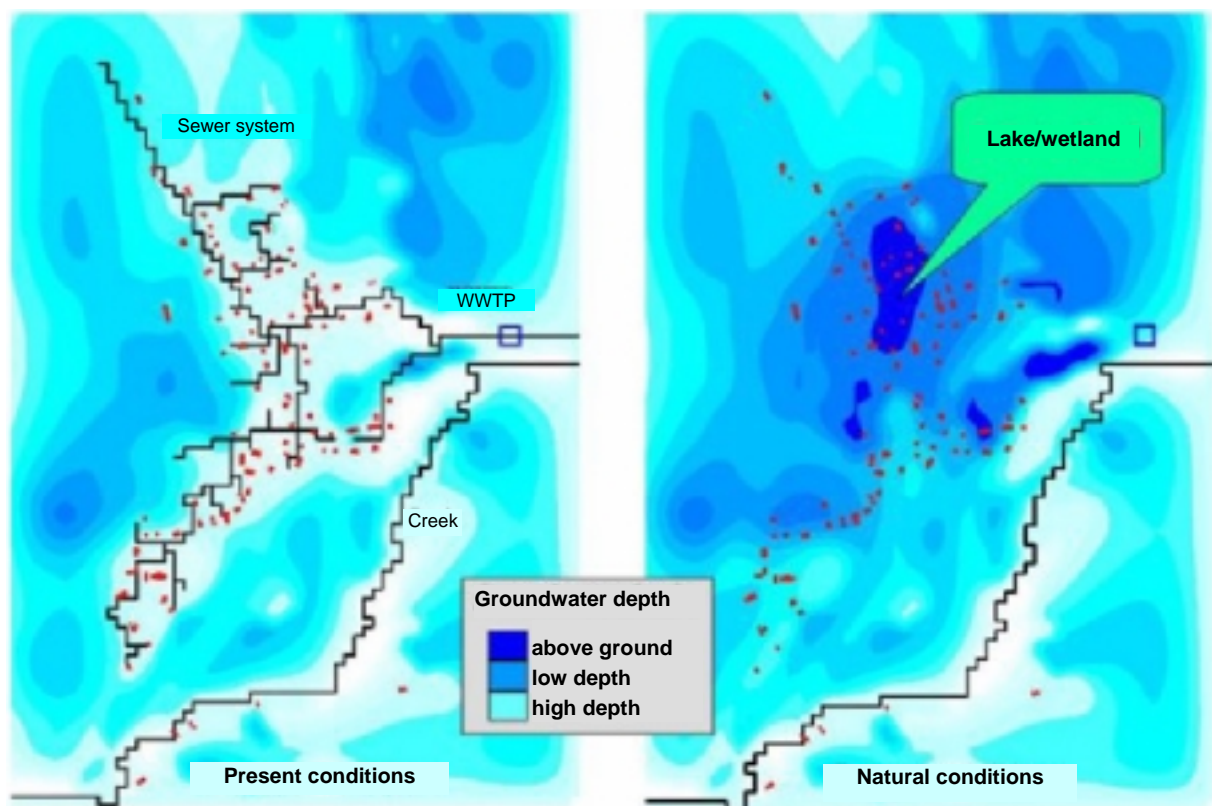 Sewer system
Lake/wetland
WWTP
Creek
Groundwater depth
above ground
low depth
high depth
Present conditions
Natural conditions